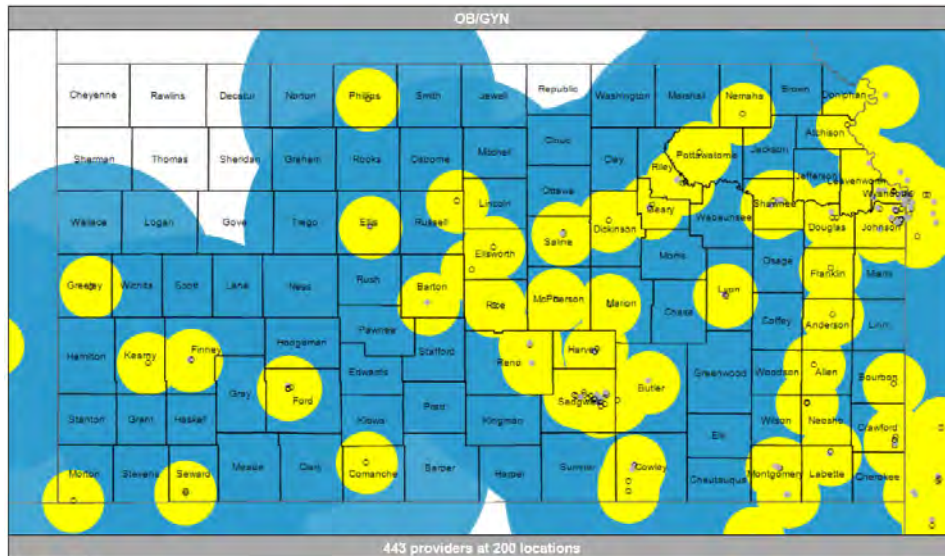 OB/GYN
Cheyenne Rawlins Decatur Norton Phillips Smith Jewell Republic Washington Marshall Nemaha Brown Doniphan
Atchison
Sherman Thomas Sheridan Graham Rooks Osborne Mitchell Cloud Clay Riley Pottawatomie Jackson Jefferson Leavenworth
Wyandotte
Wallace Logan Gove Trego Ellis Russell Lincoln Ottawa Saline Dickinson Geary Wabaunsee Shawnee Douglas Johnson
Ellsworth Morris Osage Franklin Miami
Greeley Wichita Scott Lane Ness Rush Barton Rice McPherson Marion Chase Lyon Coffey Anderson Linn
Hamilton Kearny Finney Hodgeman Pawnee Stafford Reno Harvey Butler Greenwood Woodson Allen Bourbon
Gray Ford Edwards
Stanton Grant Haskell Kiowa Pratt Kingman Sedgwick Elk Wilson Neosho Crawford
Morton Stevens Seward Meade Clark Comanche Barber Harper Sumner Cowley Chautauqua Montgomery Labette Cherokee
443 providers at 200 locations